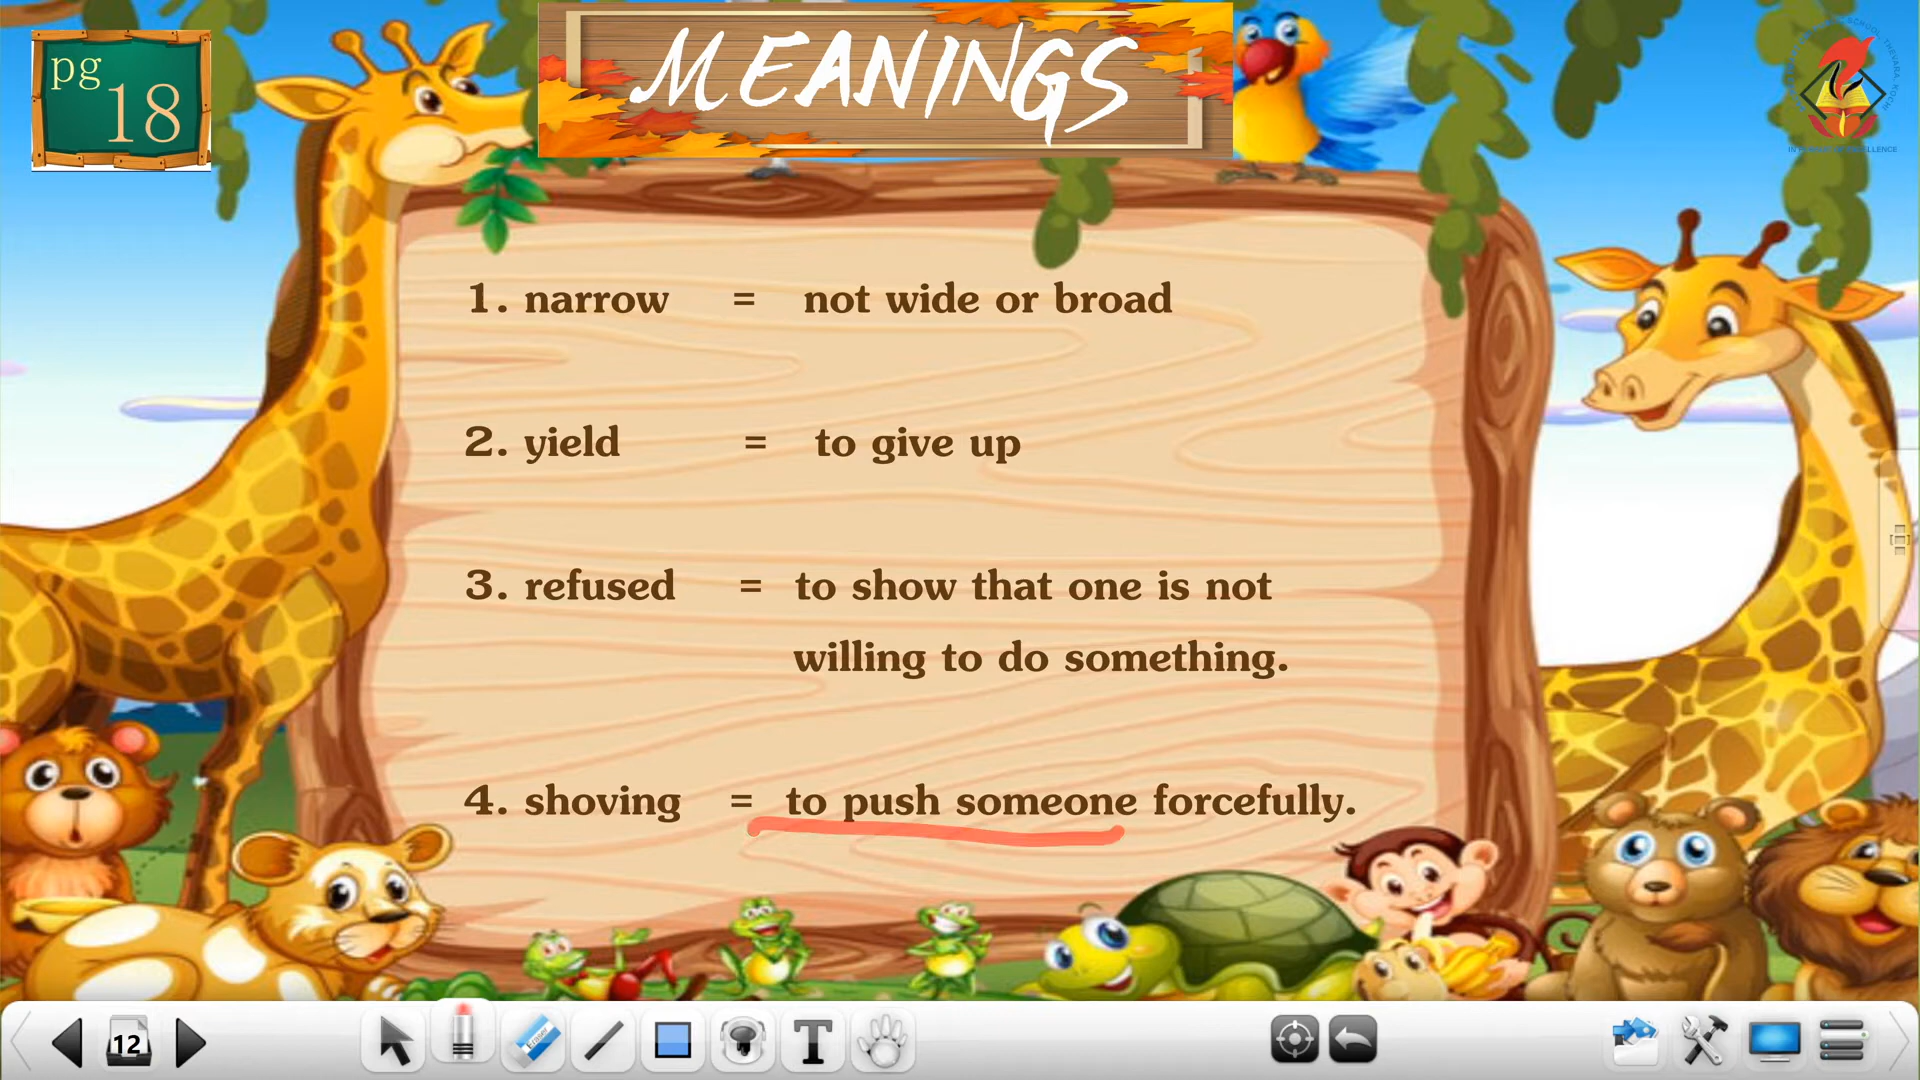 pg
18
MEANINGS
1. narrow = not wide or broad
2. yield = to give up
3. refused = to show that one is not
willing to do something.
4. shoving = to push someone forcefully.
12
T